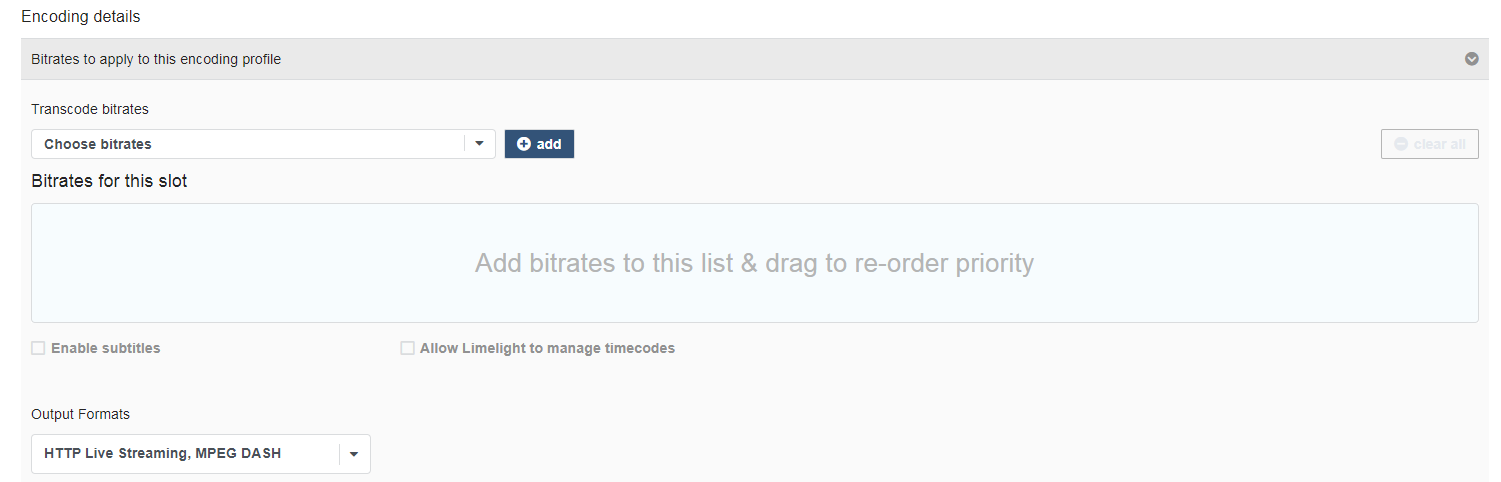 Encoding details
Bitrates to apply to this encoding profile
Transcode bitrates
Choose bitrates
add
clear all
Bitrates for this slot
Add bitrates to this list & drag to re-order priority
Enable subtitles
Allow Limelight to manage timecodes
Output Formats
HTTP Live Streaming, MPEG DASH